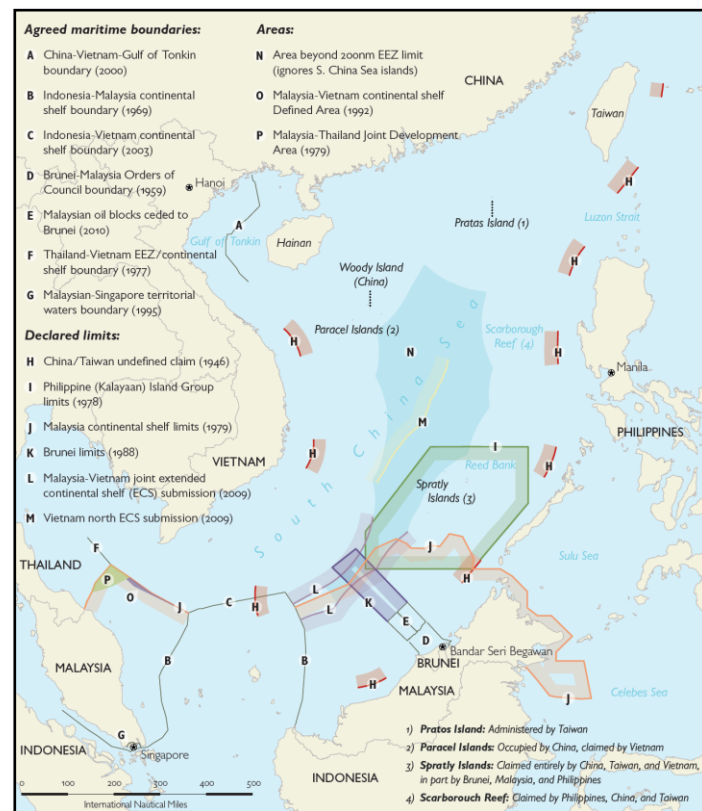 Agreed maritime boundaries:
A China-Vietnam-Gulf of Tonkin
boundary (2000)
B Indonesia-Malaysia continental
shelf boundary (1969)
C Indonesia-Vietnam continental
shelf boundary (2003)
D Brunei-Malaysia Orders of
Council boundary (1959)
E Malaysian oil blocks ceded to
Brunei (2010)
F Thailand-Vietnam EEZ/continental
shelf boundary (1977)
G Malaysian-Singapore territorial
waters boundary (1995)
Declared limits:
H China/Taiwan undefined claim (1946)
I Philippine (Kalayaan) Island Group
limits (1978)
J Malaysia continental shelf limits (1979)
K Brunei limits (1988)
L Malaysia-Vietnam joint extended
continental shelf (ECS) submission (2009)
M Vietnam north ECS submission (2009)
Areas:
N Area beyond 200nm EEZ limit
(ignores S. China Sea islands)
O Malaysia-Vietnam continental shelf
Defined Area (1992)
P Malaysia-Thailand Joint Development
Area (1979)
CHINA
Taiwan
H
Hanoi
A
Gulf of Tonkin
Hainan
Pratas Island (1)
Luzon Strait
H
Woody Island
(China)
Paracel Islands (2)
H
Scarborough
Reef (4)
H
N
South China Sea
Manila
M
PHILIPPINES
VIETNAM
H
I
Reed Bank
H
Spratly
Islands (3)
Sulu Sea
F
THAILAND
P
O
J
C
H
L
L
K
J
H
E
D
B
B
BRUNEI
Bandar Seri Begawan
MALAYSIA
MALAYSIA
H
J
Celebes Sea
G
Singapore
INDONESIA
INDONESIA
0 100 200 300 400 500
International Nautical Miles
1) Pratos Island: Administered by Taiwan
2) Paracel Islands: Occupied by China, claimed by Vietnam
3) Spratly Islands: Claimed entirely by China, Taiwan, and Vietnam,
in part by Brunei, Malaysia, and Philippines
4) Scarbouch Reef: Claimed by Philippines, China, and Taiwan